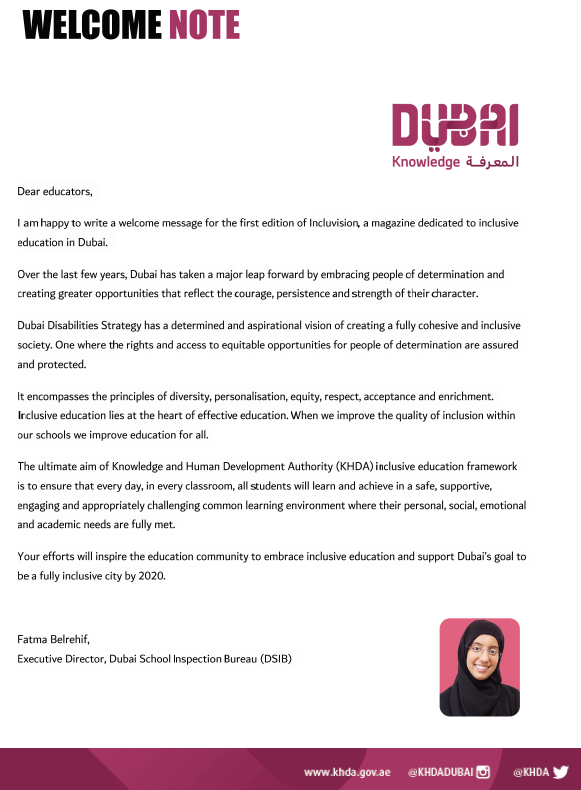 WELCOME NOTE
DUBAI
Knowledge المعرفة
Dear educators,
I am happy to write a welcome message for the first edition of Incluvision, a magazine dedicated to inclusive
education in Dubai.
Over the last few years, Dubai has taken a major leap forward by embracing people of determination and
creating greater opportunities that reflect the courage, persistence and strength of their character.
Dubai Disabilities Strategy has a determined and aspirational vision of creating a fully cohesive and inclusive
society. One where the rights and access to equitable opportunities for people of determination are assured
and protected.
It encompasses the principles of diversity, personalisation, equity, respect, acceptance and enrichment.
Inclusive education lies at the heart of effective education. When we improve the quality of inclusion within
our schools we improve education for all.
The ultimate aim of Knowledge and Human Development Authority (KHDA) inclusive education framework
is to ensure that every day, in every classroom, all students will learn and achieve in a safe, supportive,
engaging and appropriately challenging common learning environment where their personal, social, emotional
and academic needs are fully met.
Your efforts will inspire the education community to embrace inclusive education and support Dubai's goal to
be a fully inclusive city by 2020.
Fatma Belrehif,
Executive Director, Dubai School Inspection Bureau (DSIB)
www.khda.gov.ae @KHDADUBAI @KHDA